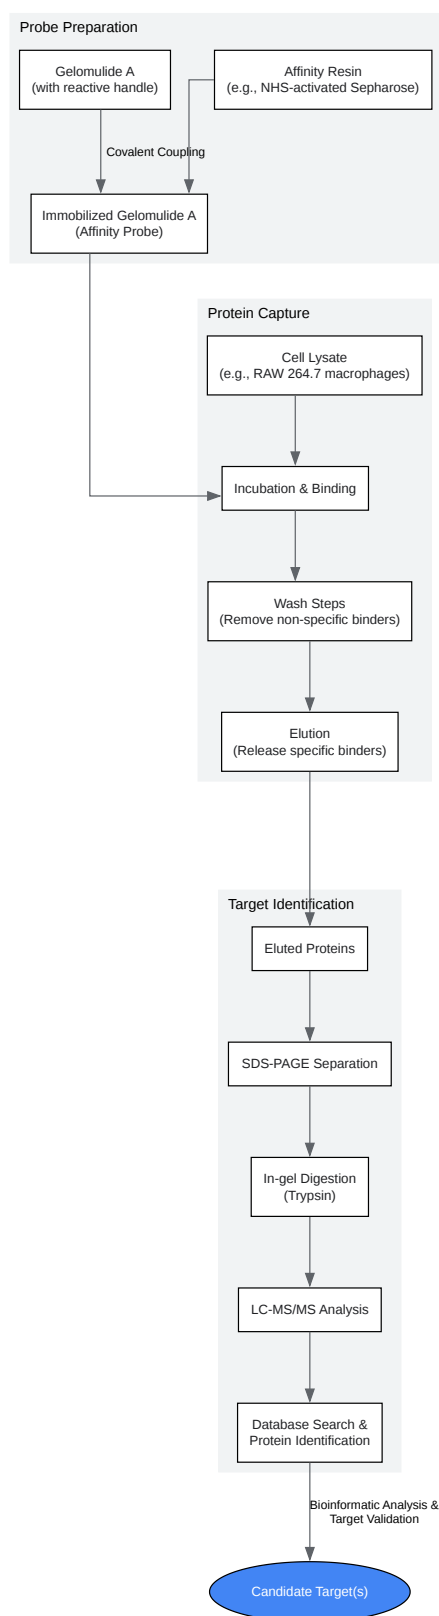 Probe Preparation
Gelomulide A
(with reactive handle)
Affinity Resin
(e.g., NHS-activated Sepharose)
Covalent Coupling
Immobilized Gelomulide A
(Affinity Probe)
Protein Capture
Cell Lysate
(e.g., RAW 264.7 macrophages)
Incubation & Binding
Wash Steps
(Remove non-specific binders)
Elution
(Release specific binders)
Target Identification
Eluted Proteins
SDS-PAGE Separation
In-gel Digestion
(Trypsin)
LC-MS/MS Analysis
Database Search &
Protein Identification
Bioinformatic Analysis &
Target Validation
Candidate Target(s)